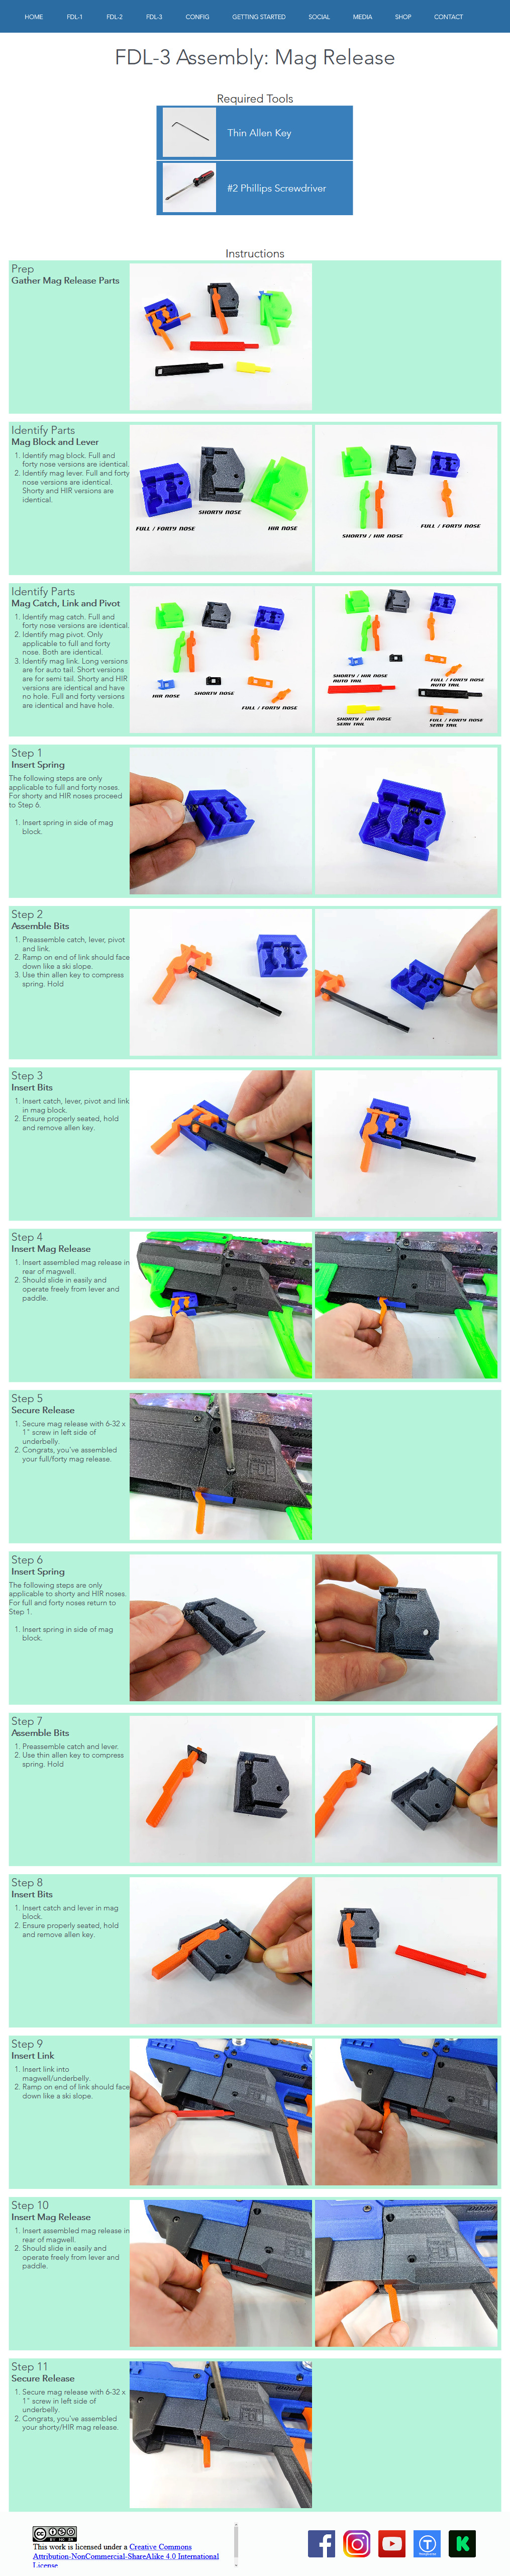 HOME FDL-1 FDL-2 FDL-3 CONFIG GETTING STARTED SOCIAL MEDIA SHOP CONTACT
FDL-3 Assembly: Mag Release
Required Tools
Thin Allen Key
#2 Phillips Screwdriver
Instructions
Prep
Gather Mag Release Parts
Identify Parts
Mag Block and Lever
1. Identify mag block. Full and
forty nose versions are identical.
2. Identify mag lever. Full and forty
nose versions are identical.
Shorty and HIR versions are
identical.
FULL / FORTY NOSE
SHORTY NOSE
HIR NOSE
SHORTY / HIR NOSE
FULL / FORTY NOSE
Identify Parts
Mag Catch, Link and Pivot
1. Identify mag catch. Full and
forty nose versions are identical.
2. Identify mag pivot. Only
applicable to full and forty
nose. Both are identical.
3. Identify mag link. Long versions
are for auto tail. Short versions
are for semi tail. Shorty and HIR
versions are identical and have
no hole. Full and forty versions
are identical and have hole.
HIR NOSE
SHORTY NOSE
FULL / FORTY NOSE
SHORTY / HIR NOSE
AUTO TAIL
FULL / FORTY NOSE
AUTO TAIL
SHORTY / HIR NOSE
SEMI TAIL
FULL / FORTY NOSE
SEMI TAIL
Step 1
Insert Spring
The following steps are only
applicable to full and forty noses.
For shorty and HIR noses proceed
to Step 6.
1. Insert spring in side of mag
block.
Step 2
Assemble Bits
1. Preassemble catch, lever, pivot
and link.
2. Ramp on end of link should face
down like a ski slope.
3. Use thin allen key to compress
spring. Hold
Step 3
Insert Bits
1. Insert catch, lever, pivot and link
in mag block.
2. Ensure properly seated, hold
and remove allen key.
Step 4
Insert Mag Release
1. Insert assembled mag release in
rear of magwell.
2. Should slide in easily and
operate freely from lever and
paddle.
Step 5
Secure Release
1. Secure mag release with 6-32 x
1" screw in left side of
underbelly.
2. Congrats, you've assembled
your full/forty mag release.
Step 6
Insert Spring
The following steps are only
applicable to shorty and HIR noses.
For full and forty noses return to
Step 1.
1. Insert spring in side of mag
block.
Step 7
Assemble Bits
1. Preassemble catch and lever.
2. Use thin allen key to compress
spring. Hold
Step 8
Insert Bits
1. Insert catch and lever in mag
block.
2. Ensure properly seated, hold
and remove allen key.
Step 9
Insert Link
1. Insert link into
magwell/underbelly.
2. Ramp on end of link should face
down like a ski slope.
Step 10
Insert Mag Release
1. Insert assembled mag release in
rear of magwell.
2. Should slide in easily and
operate freely from lever and
paddle.
Step 11
Secure Release
1. Secure mag release with 6-32 x
1" screw in left side of
underbelly.
2. Congrats, you've assembled
your shorty/HIR mag release.
BY NC SA
This work is licensed under a Creative Commons
Attribution-NonCommercial-ShareAlike 4.0 International
License